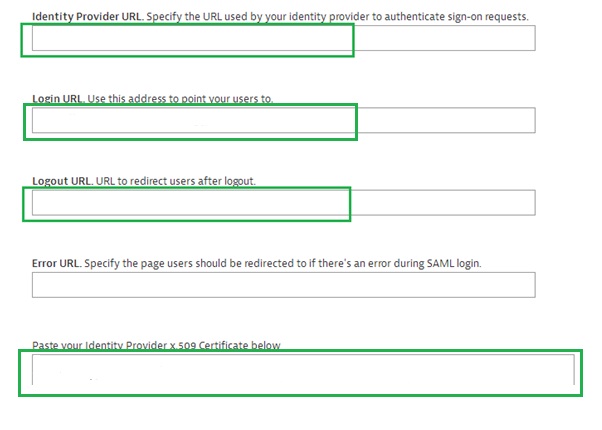 Identity Provider URL. Specify the URL used by your identity provider to authenticate sign-on requests.
Login URL. Use this address to point your users to.
Logout URL. URL to redirect users after logout.
Error URL. Specify the page users should be redirected to if there's an error during SAML login.
Paste your Identity Provider x.509 Certificate below